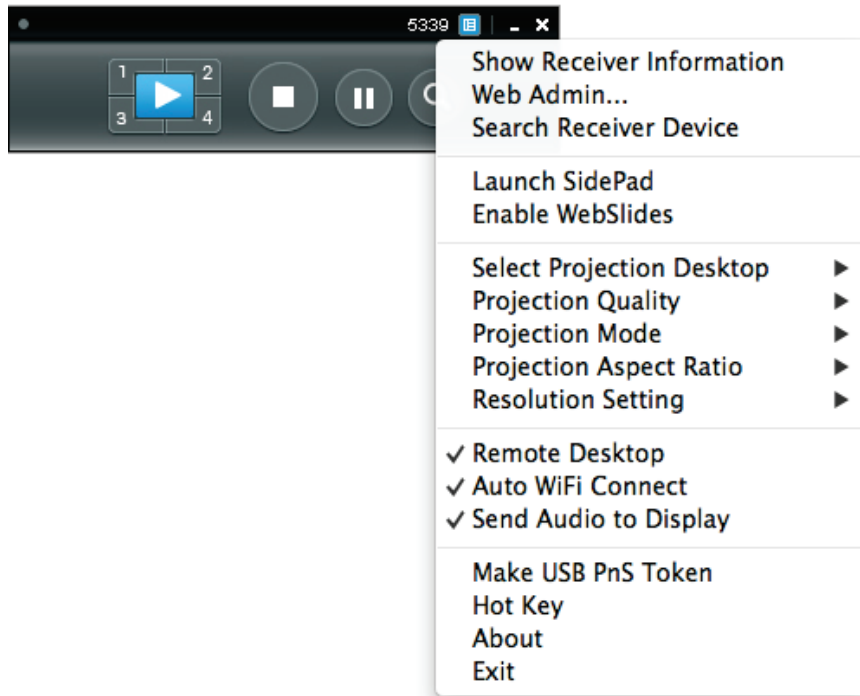 5339
1 2
3 4
Show Receiver Information
Web Admin...
Search Receiver Device
Launch SidePad
Enable WebSlides
Select Projection Desktop
Projection Quality
Projection Mode
Projection Aspect Ratio
Resolution Setting
Remote Desktop
Auto WiFi Connect
Send Audio to Display
Make USB PnS Token
Hot Key
About
Exit